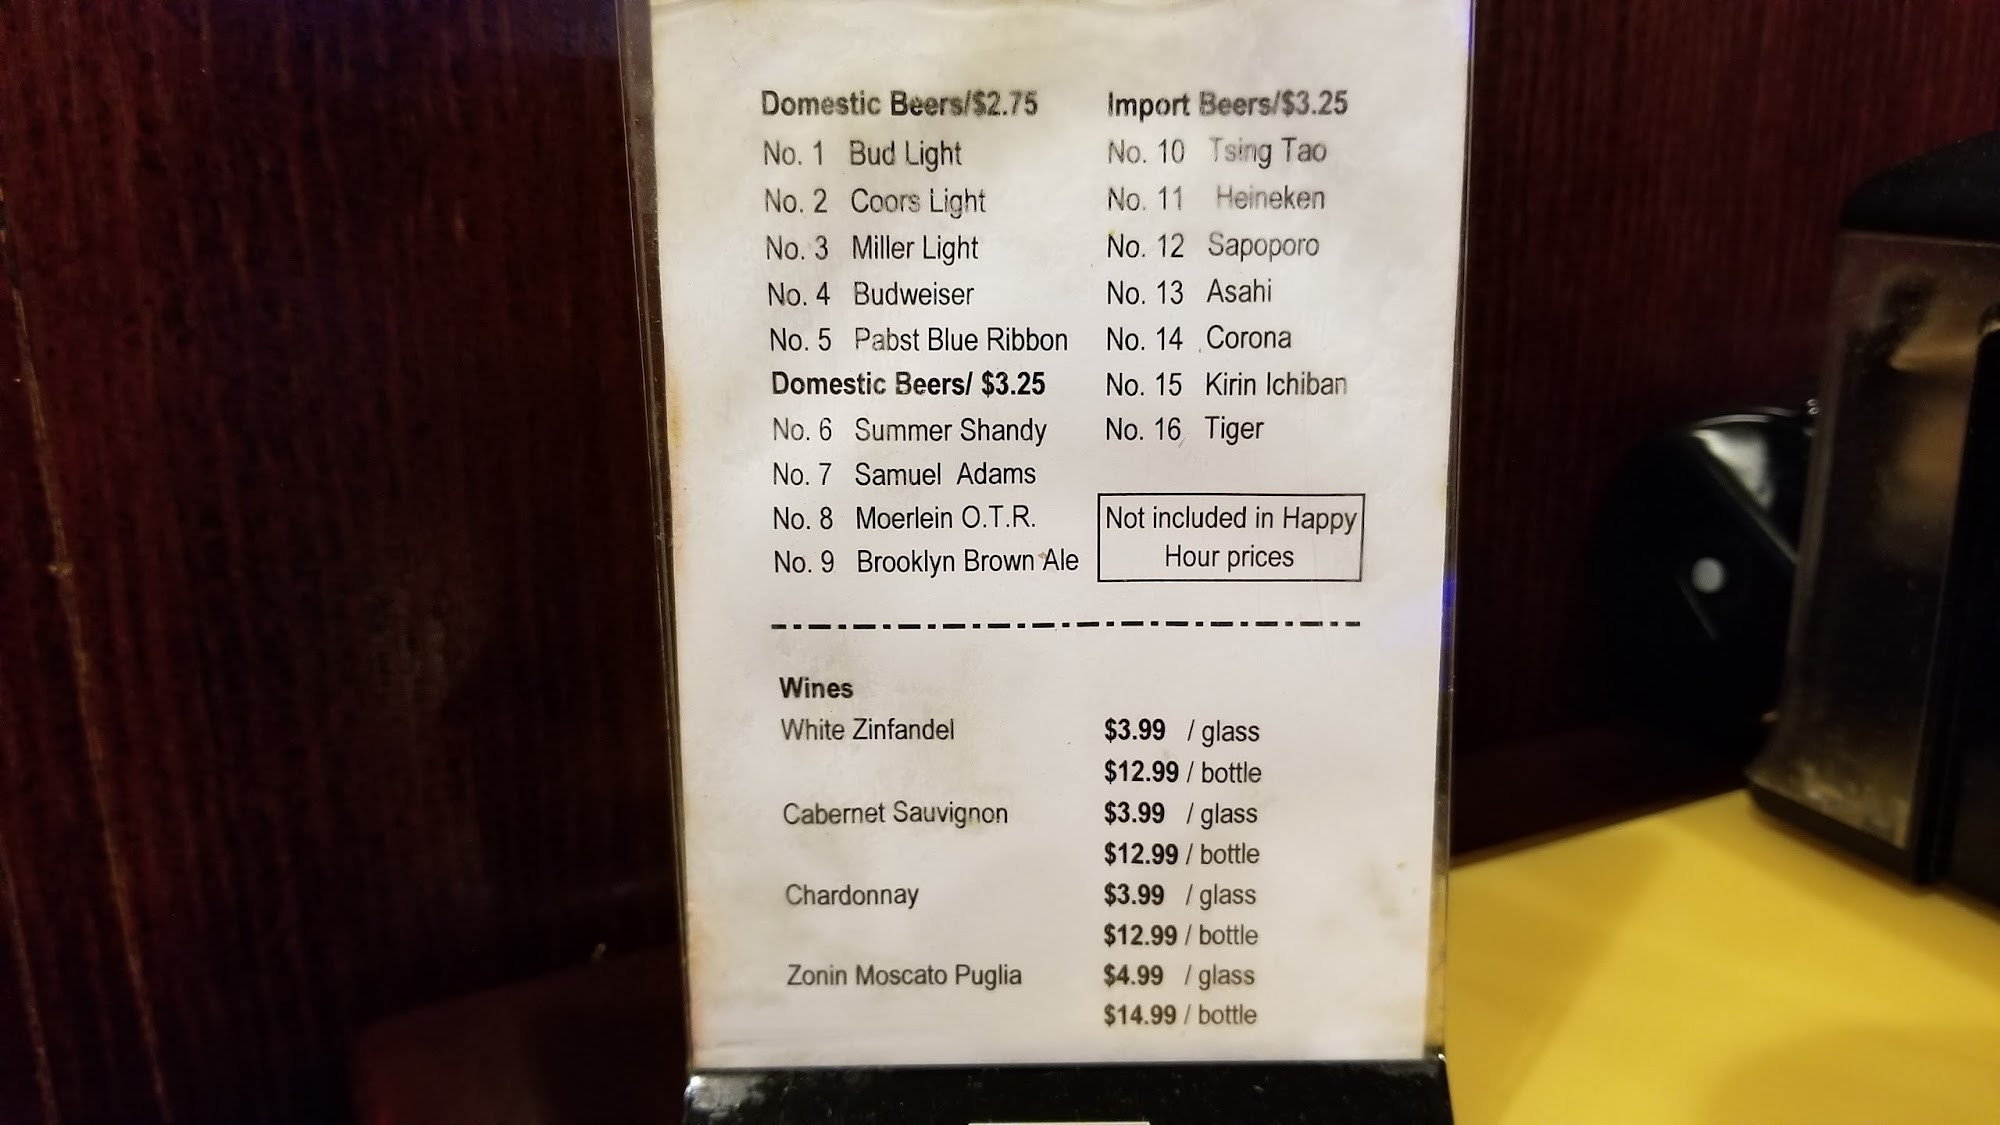 Domestic Beers/$2.75
No. 1 Bud Light
No. 2 Coors Light
No. 3 Miller Light
No. 4 Budweiser
No. 5 Pabst Blue Ribbon
Domestic Beers/ $3.25
No. 6 Summer Shandy
No. 7 Samuel Adams
No. 8 Moerlein O.T.R.
No. 9 Brooklyn Brown Ale
Import Beers/$3.25
No. 10 Tsing Tao
No. 11 Heineken
No. 12 Sapoporo
No. 13 Asahi
No. 14 Corona
No. 15 Kirin Ichiban
No. 16 Tiger
Not included in Happy
Hour prices
Wines
White Zinfandel $3.99 / glass
$12.99 / bottle
Cabernet Sauvignon $3.99 / glass
$12.99 / bottle
Chardonnay $3.99 / glass
$12.99 / bottle
Zonin Moscato Puglia $4.99 / glass
$14.99 / bottle